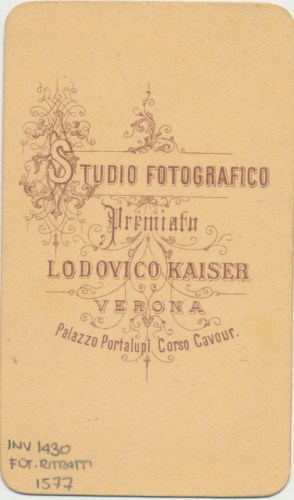 STUDIO FOTOGRAFICO
Premiato
LODOVICO KAISER
VERONA
Palazzo Portalupi Corso Cavour.
INV 1430
FOT. RITRATTI
1577